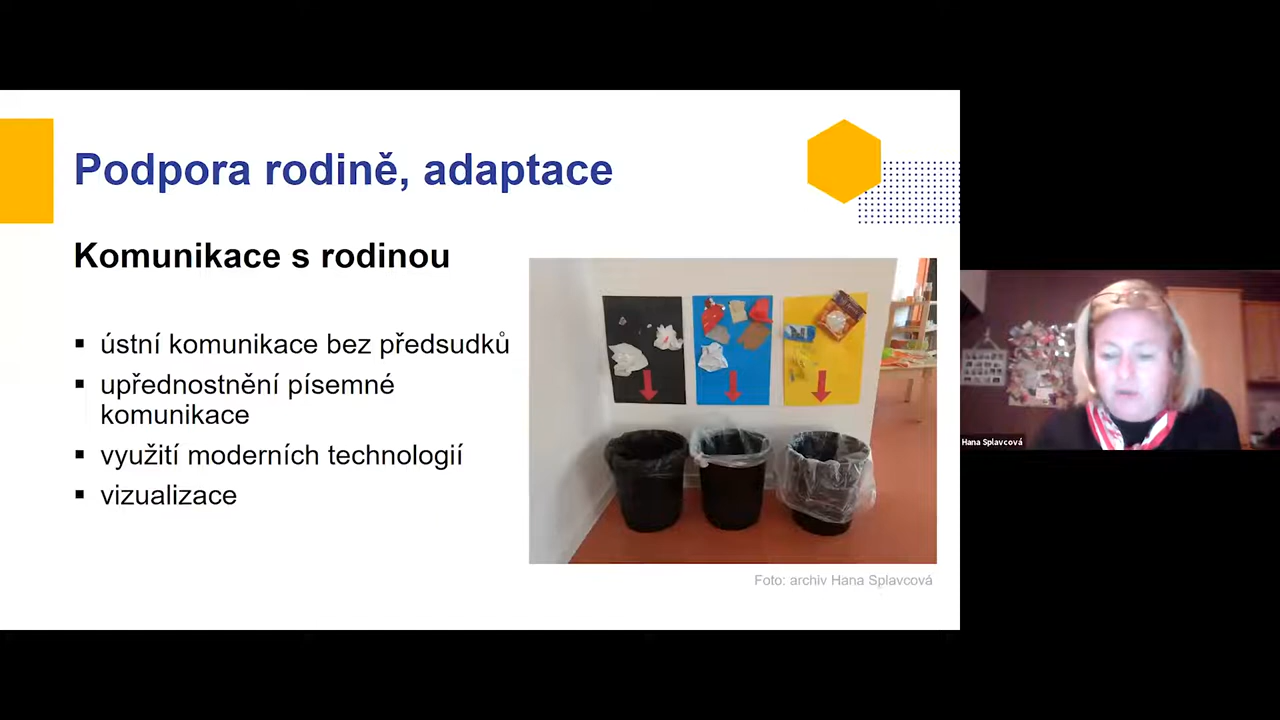 Podpora rodině, adaptace
Komunikace s rodinou
▪ ústní komunikace bez předsudků
▪ upřednostnění písemné
komunikace
▪ využití moderních technologií
▪ vizualizace
Foto: archiv Hana Splavcová
Hana Splavcová